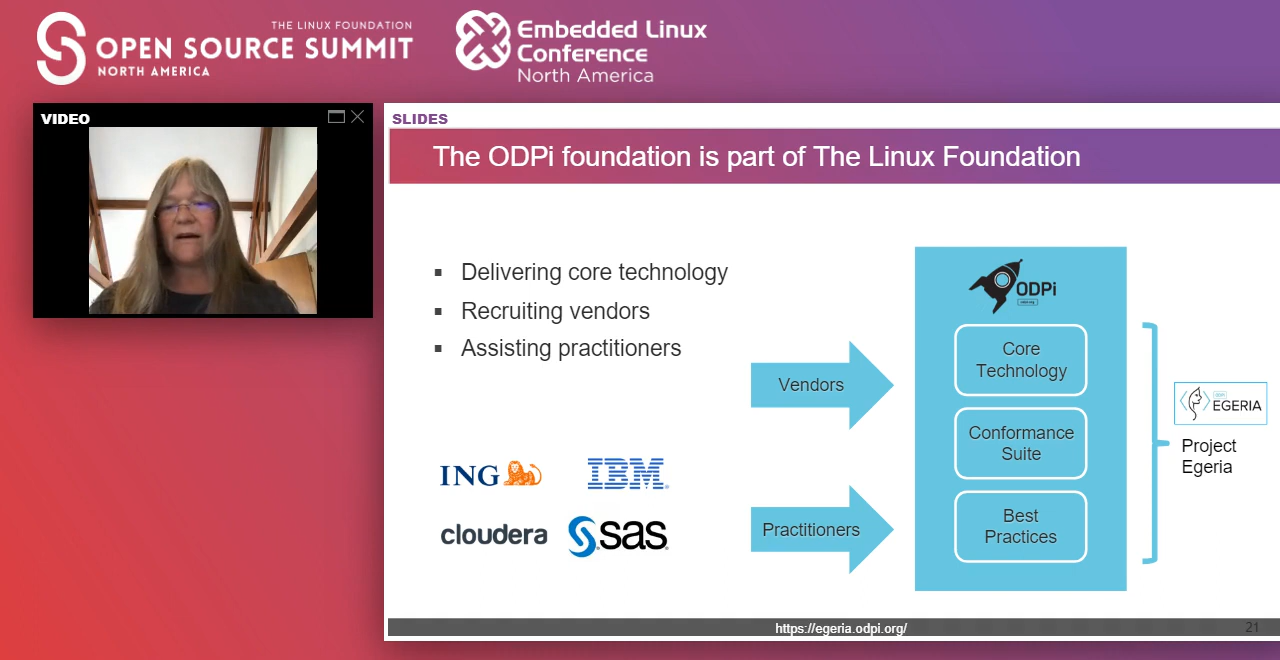 THE LINUX FOUNDATION
OPEN SOURCE SUMMIT
NORTH AMERICA
Embedded Linux
Conference
North America
VIDEO
SLIDES
The ODPi foundation is part of The Linux Foundation
▪ Delivering core technology
▪ Recruiting vendors
▪ Assisting practitioners
ING
IBM
cloudera
sas
Vendors
Practitioners
ODPi
Core
Technology
Conformance
Suite
Best
Practices
EGERIA
Project
Egeria
https://egeria.odpi.org/
21